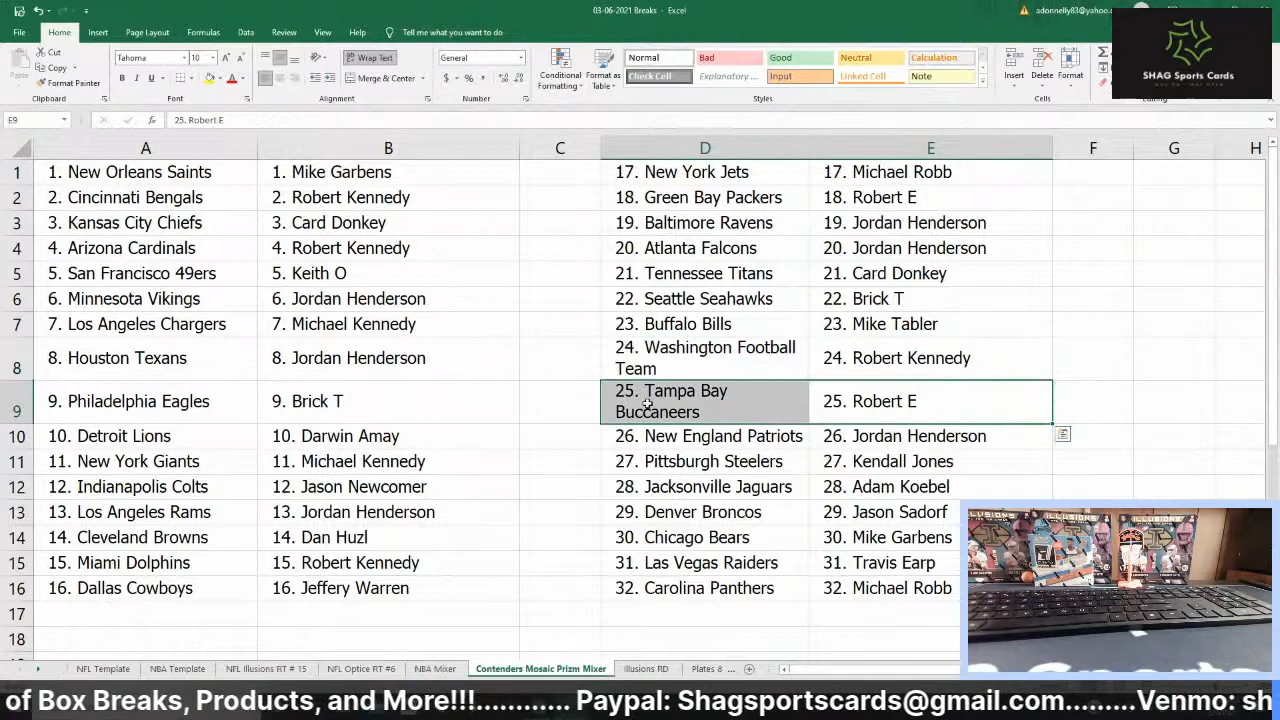 03-06-2021 Breaks - Excel
adonnelly83@yahoo.c
File Home Insert Page Layout Formulas Data Review View Help Tell me what you want to do
Cut
Copy
Format Painter
Paste
Clipboard
Tahoma 10
B I U
Font
Wrap Text
Merge & Center
Alignment
General
$ % ,
Number
Conditional Formatting
Format as Table
Normal Bad Good Neutral Calculation
Check Cell Explanatory ... Input Linked Cell Note
Styles
Insert Delete Format
Cells
SHAG Sports Cards
E9 25. Robert E
A B C D E F G H
1 1. New Orleans Saints 1. Mike Garbens 17. New York Jets 17. Michael Robb
2 2. Cincinnati Bengals 2. Robert Kennedy 18. Green Bay Packers 18. Robert E
3 3. Kansas City Chiefs 3. Card Donkey 19. Baltimore Ravens 19. Jordan Henderson
4 4. Arizona Cardinals 4. Robert Kennedy 20. Atlanta Falcons 20. Jordan Henderson
5 5. San Francisco 49ers 5. Keith O 21. Tennessee Titans 21. Card Donkey
6 6. Minnesota Vikings 6. Jordan Henderson 22. Seattle Seahawks 22. Brick T
7 7. Los Angeles Chargers 7. Michael Kennedy 23. Buffalo Bills 23. Mike Tabler
8 8. Houston Texans 8. Jordan Henderson 24. Washington Football Team 24. Robert Kennedy
9 9. Philadelphia Eagles 9. Brick T 25. Tampa Bay Buccaneers 25. Robert E
10 10. Detroit Lions 10. Darwin Amay 26. New England Patriots 26. Jordan Henderson
11 11. New York Giants 11. Michael Kennedy 27. Pittsburgh Steelers 27. Kendall Jones
12 12. Indianapolis Colts 12. Jason Newcomer 28. Jacksonville Jaguars 28. Adam Koebel
13 13. Los Angeles Rams 13. Jordan Henderson 29. Denver Broncos 29. Jason Sadorf
14 14. Cleveland Browns 14. Dan Huzl 30. Chicago Bears 30. Mike Garbens
15 15. Miami Dolphins 15. Robert Kennedy 31. Las Vegas Raiders 31. Travis Earp
16 16. Dallas Cowboys 16. Jeffery Warren 32. Carolina Panthers 32. Michael Robb
17
18
NFL Template NBA Template NFL Illusions RT # 15 NFL Optice RT #6 NBA Mixer Contenders Mosaic Prizm Mixer Illusions RD Plates 8 ...
of Box Breaks, Products, and More!!!............ Paypal: Shagsportscards@gmail.com........Venmo: sh